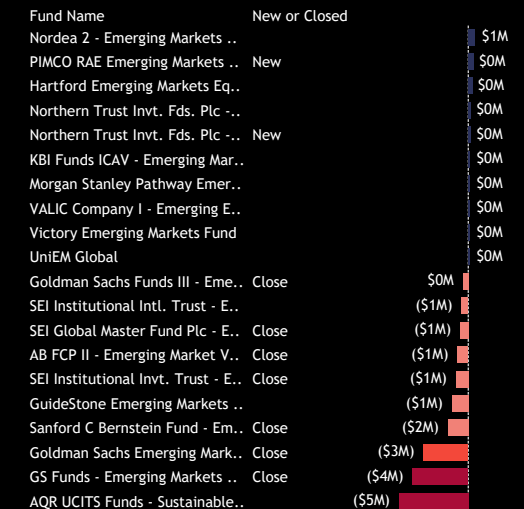 Fund Name New or Closed
Nordea 2 - Emerging Markets .. $1M
PIMCO RAE Emerging Markets .. New $0M
Hartford Emerging Markets Eq.. $0M
Northern Trust Invt. Fds. Plc -.. $0M
Northern Trust Invt. Fds. Plc -.. New $0M
KBI Funds ICAV - Emerging Mar.. $0M
Morgan Stanley Pathway Emer.. $0M
VALIC Company I - Emerging E.. $0M
Victory Emerging Markets Fund $0M
UniEM Global $0M
Goldman Sachs Funds III - Eme.. Close $0M
SEI Institutional Intl. Trust - E.. ($1M)
SEI Global Master Fund Plc - E.. Close ($1M)
AB FCP II - Emerging Market V.. Close ($1M)
SEI Institutional Invt. Trust - E.. Close ($1M)
GuideStone Emerging Markets .. ($1M)
Sanford C Bernstein Fund - Em.. Close ($2M)
Goldman Sachs Emerging Mark.. Close ($3M)
GS Funds - Emerging Markets .. Close ($4M)
AQR UCITS Funds - Sustainable.. ($5M)